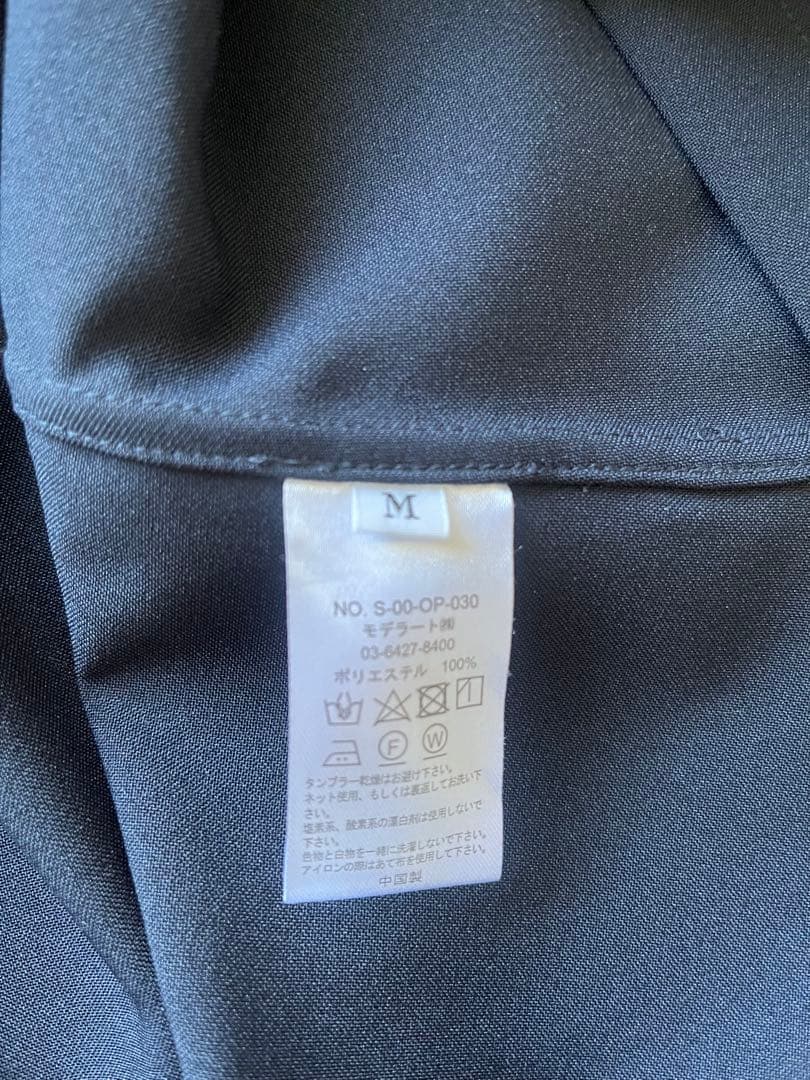 M
NO. S-00-OP-030
モデラート㈱
03-6427-8400
ポリエステル 100%
F W
タンブラー乾燥はお避け下さい。
ネット使用、もしくは裏返してお洗い下さい。
塩素系、酸素系の漂白剤は使用しないで
下さい。
色物と白物を一緒に洗濯しないで下さい。
アイロンの際はあて布を使用して下さい。
中国製